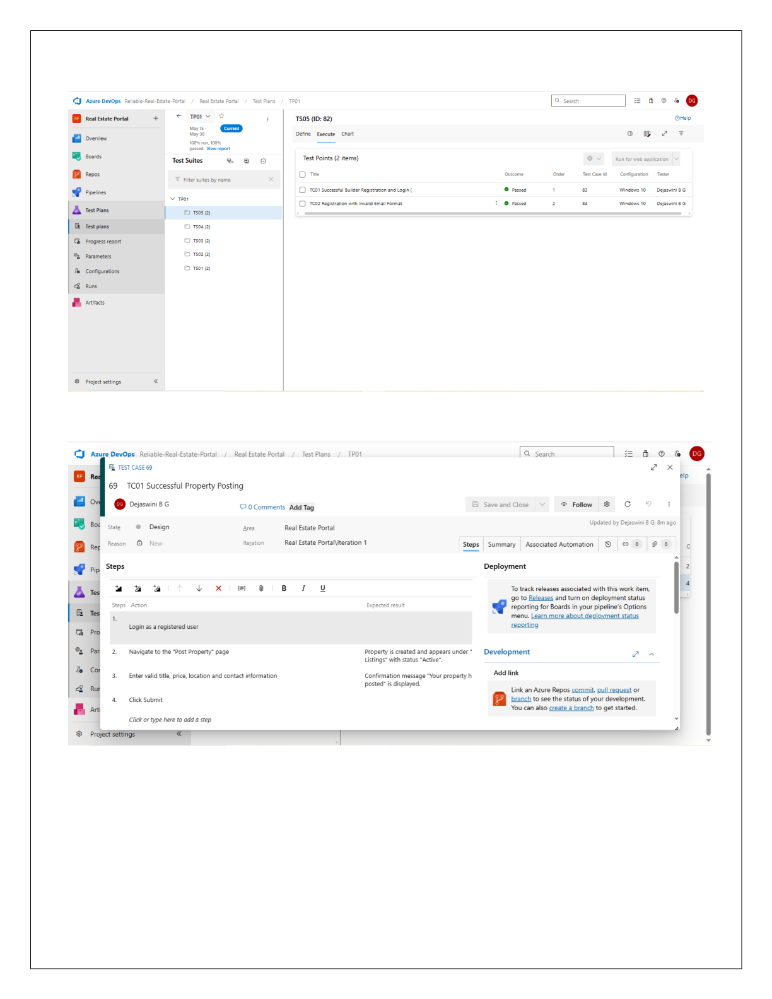 Azure DevOps Reliable-Real-Estate-Portal / Real Estate Portal / Test Plans / TP01
Search
DG
RP Real Estate Portal +
Overview
Boards
Repos
Pipelines
Test Plans
Test plans
Progress report
Parameters
Configurations
Runs
Artifacts
Project settings
TP01
May 15 -
May 30
Current
100% run, 100%
passed. View report
Test Suites
Filter suites by name
TP01
TS05 (2)
TS04 (2)
TS03 (2)
TS02 (2)
TS01 (2)
TS05 (ID: 82)
Help
Define Execute Chart
Test Points (2 items)
Run for web application
Title Outcome Order Test Case Id Configuration Tester
TC01 Successful Builder Registration and Login ( Passed 1 83 Windows 10 Dejaswini B G
TC02 Registration with Invalid Email Format Passed 2 84 Windows 10 Dejaswini B G
Azure DevOps Reliable-Real-Estate-Portal / Real Estate Portal / Test Plans / TP01
Search
DG
RP Rea
Ove
Boa
Rep
Pip
Tes
Tes
Pro
Par
Cor
Rur
Arti
Project settings
elp
C
2
4
TEST CASE 69
69 TC01 Successful Property Posting
DG Dejaswini B G
0 Comments Add Tag
Save and Close
Follow
State Design
Area Real Estate Portal
Updated by Dejaswini B G: 8m ago
Reason New
Iteration Real Estate Portal\Iteration 1
Steps Summary Associated Automation 0 0
Steps
B I U
Steps Action Expected result
1.
Login as a registered user
2. Navigate to the "Post Property" page Property is created and appears under "
Listings" with status "Active".
3. Enter valid title, price, location and contact information Confirmation message "Your property h
posted" is displayed.
4. Click Submit
Click or type here to add a step
Deployment
To track releases associated with this work item,
go to Releases and turn on deployment status
reporting for Boards in your pipeline's Options
menu. Learn more about deployment status
reporting
Development
Add link
Link an Azure Repos commit, pull request or
branch to see the status of your development.
You can also create a branch to get started.